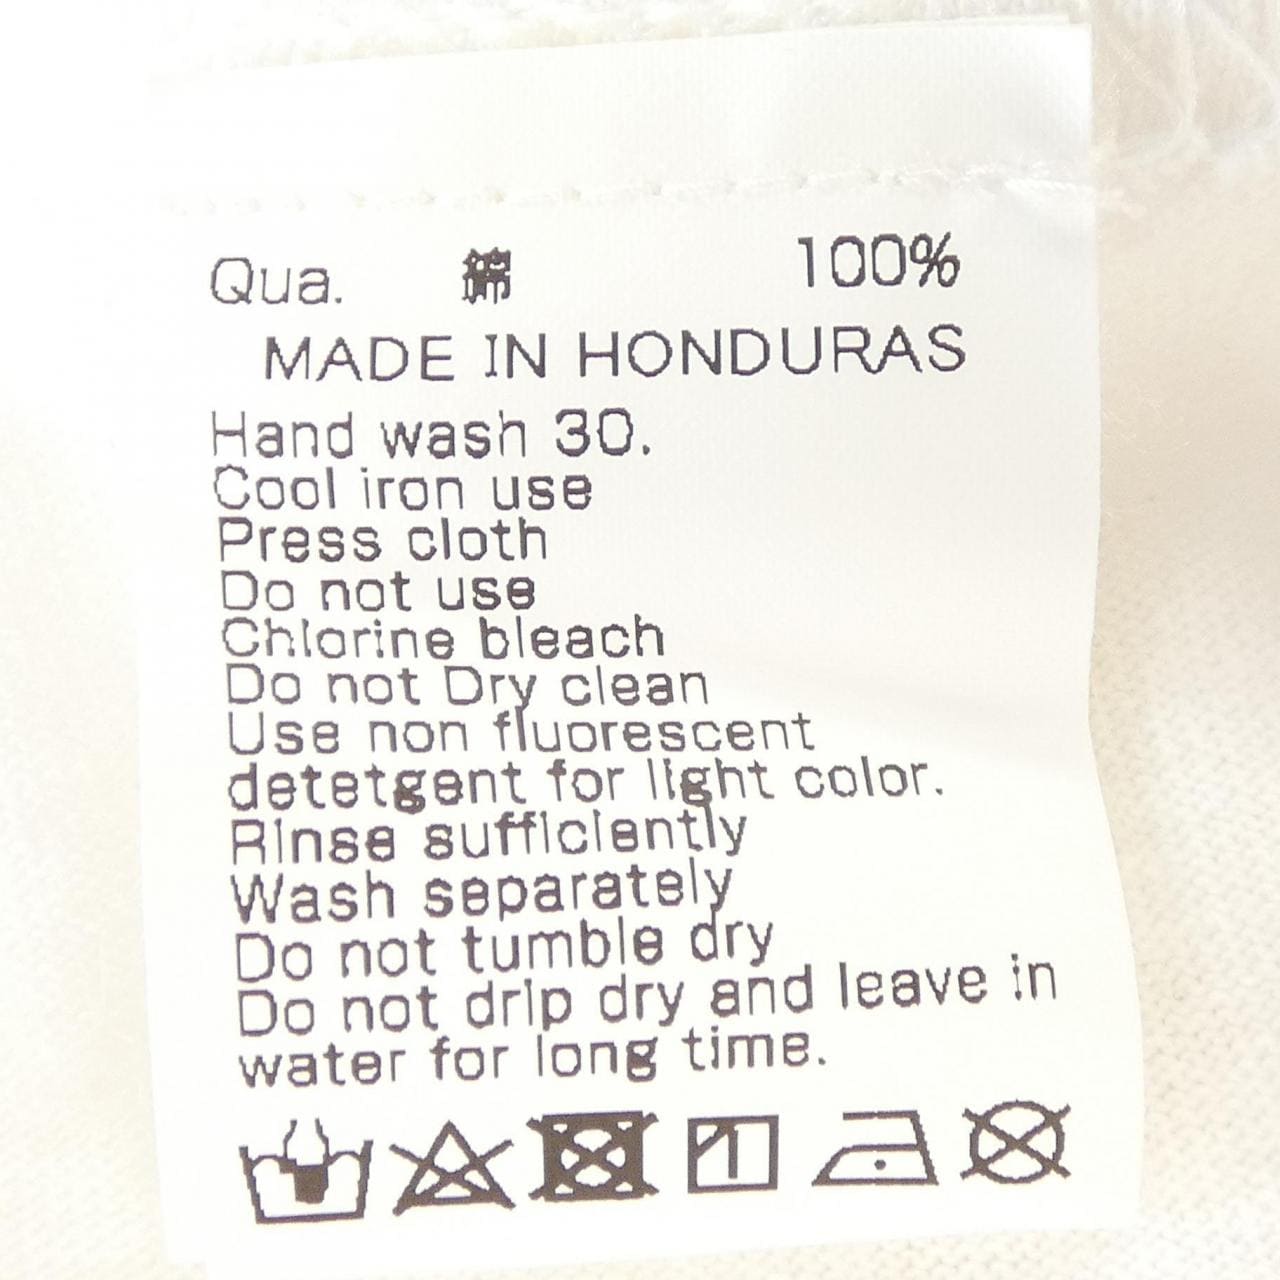 Qua. 綿 100%
MADE IN HONDURAS
Hand wash 30.
Cool iron use
Press cloth
Do not use
Chlorine bleach
Do not Dry clean
Use non fluorescent
detetgent for light color.
Rinse sufficiently
Wash separately
Do not tumble dry
Do not drip dry and leave in
water for long time.